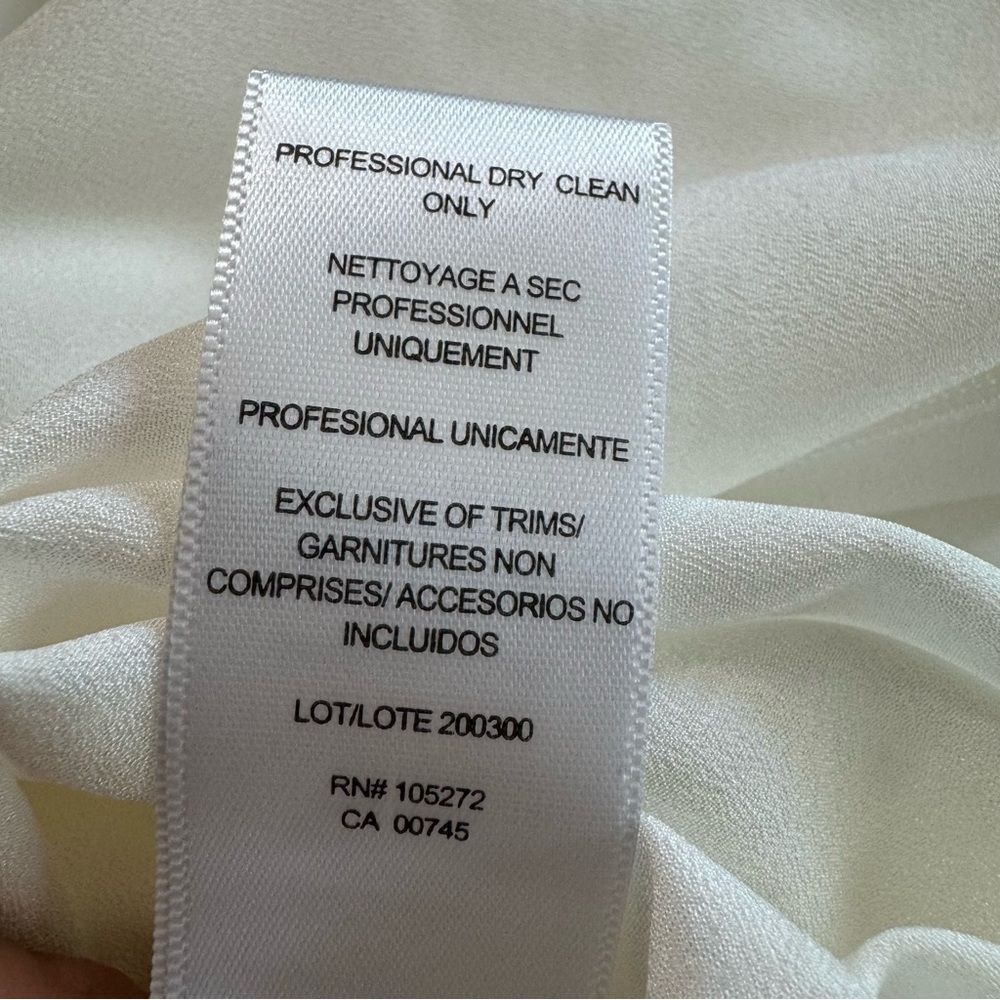 PROFESSIONAL DRY CLEAN
ONLY
NETTOYAGE A SEC
PROFESSIONNEL
UNIQUEMENT
PROFESIONAL UNICAMENTE
EXCLUSIVE OF TRIMS/
GARNITURES NON
COMPRISES/ ACCESORIOS NO
INCLUIDOS
LOT/LOTE 200300
RN# 105272
CA 00745